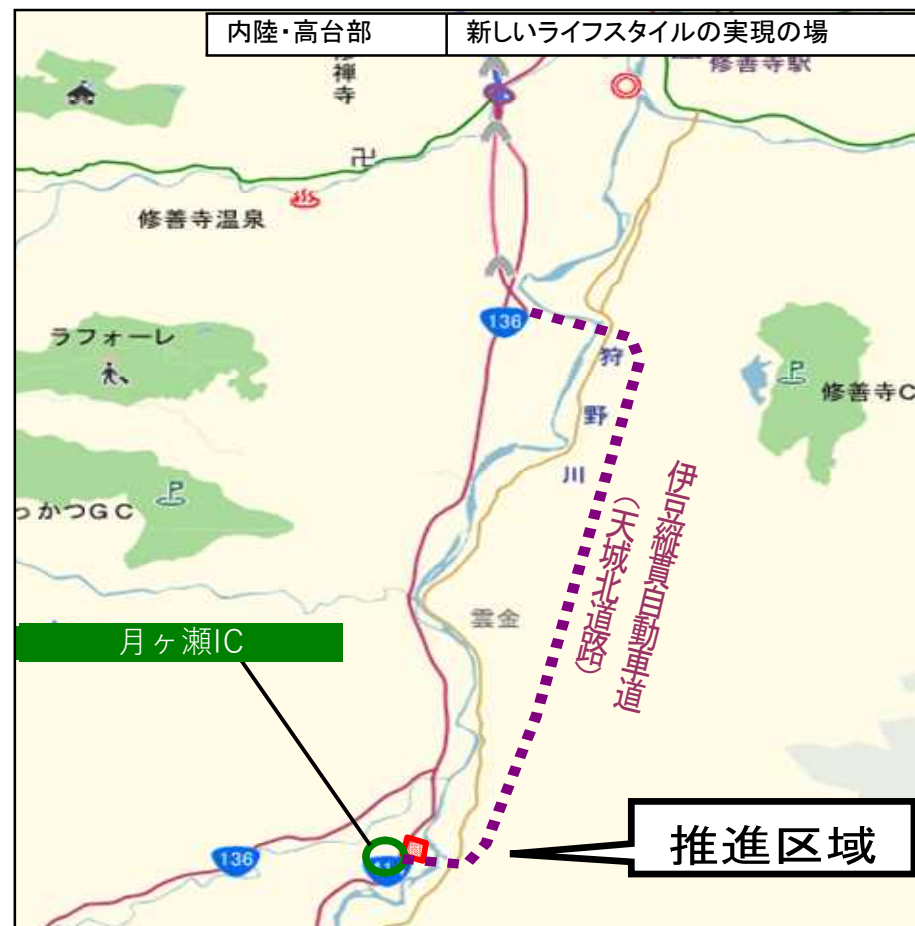 内陸・高台部
新しいライフスタイルの実現の場
禅寺
修善寺駅
卍
修善寺温泉
136
ラフォーレ
狩野川
修善寺C
っかつGC
伊豆縦貫自動車道
(天城北道路)
雲金
月ヶ瀬IC
推進区域
136